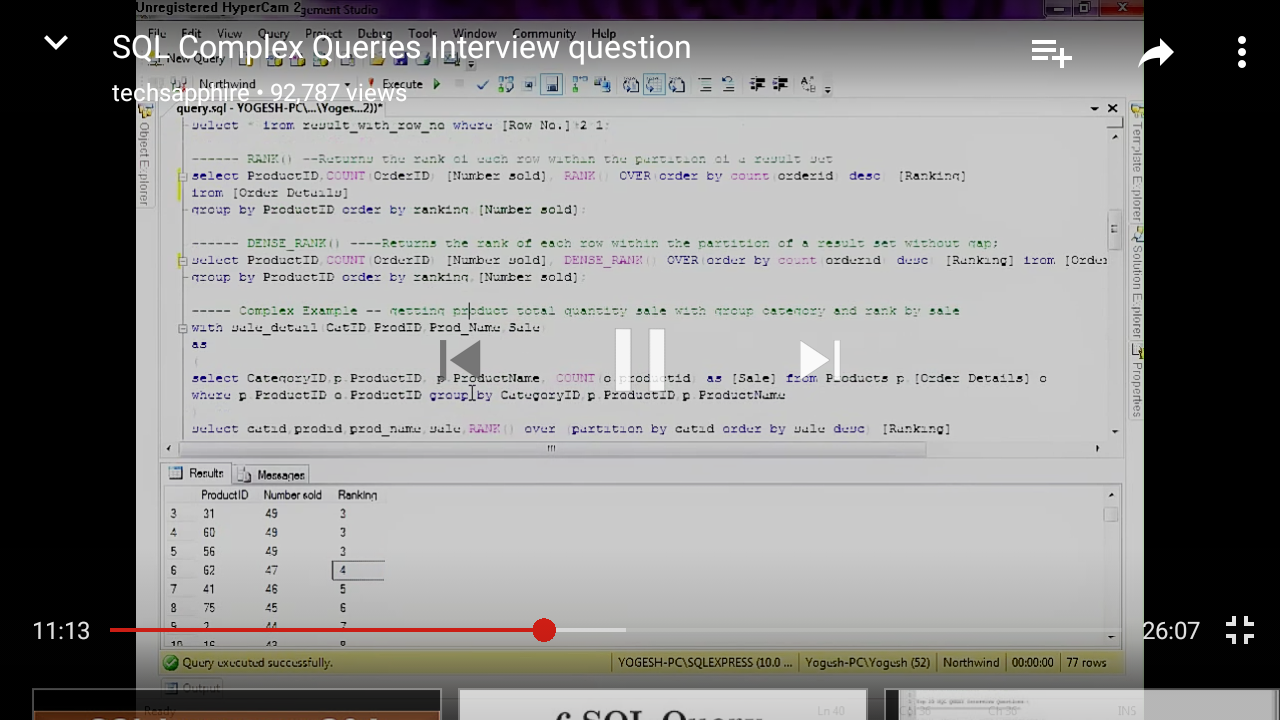 Unregistered HyperCam 2
gement Studio
File Edit View Query Project Debug Tools Window Community Help
SQL Complex Queries Interview question
New Query
Northwind
Execute
techsapphire • 92,787 views
query.sql - YOGESH-PC\...\Yoges...2))*
Object Explorer
Template Explorer
Solution Explorer
Properties
select * from result_with_row_no where [Row No.]%2=1;
------ RANK() --Returns the rank of each row within the partition of a result set
select ProductID,COUNT(OrderID) [Number sold], RANK() OVER(order by count(orderid) desc) [Ranking]
from [Order Details]
group by ProductID order by ranking,[Number sold];
------ DENSE_RANK() ----Returns the rank of each row within the partition of a result set without gap;
select ProductID,COUNT(OrderID) [Number sold], DENSE_RANK() OVER(order by count(orderid) desc) [Ranking] from [Orde
group by ProductID order by ranking,[Number sold];
----- Complex Example -- getting product total quantity sale with group category and rank by sale
with sale_detail(CatID,ProdID,Prod_Name,Sale)
as
(
select CategoryID,p.ProductID, p.ProductName, COUNT(o.productid) as [Sale] from Products p,[Order Details] o
where p.ProductID=o.ProductID group by CategoryID,p.ProductID,p.ProductName
select catid,prodid,prod_name,sale,RANK() over (partition by catid order by sale desc) [Ranking]
Results Messages
ProductID Number sold Ranking
3 31 49 3
4 60 49 3
5 56 49 3
6 62 47 4
7 41 46 5
8 75 45 6
9 2 44 7
10 16 43 8
11:13
26:07
Query executed successfully.
YOGESH-PC\SQLEXPRESS (10.0 ... Yogesh-PC\Yogesh (52) Northwind 00:00:00 77 rows
Output
Ready
Ln 40
Ch 36
INS
6 SQL Query